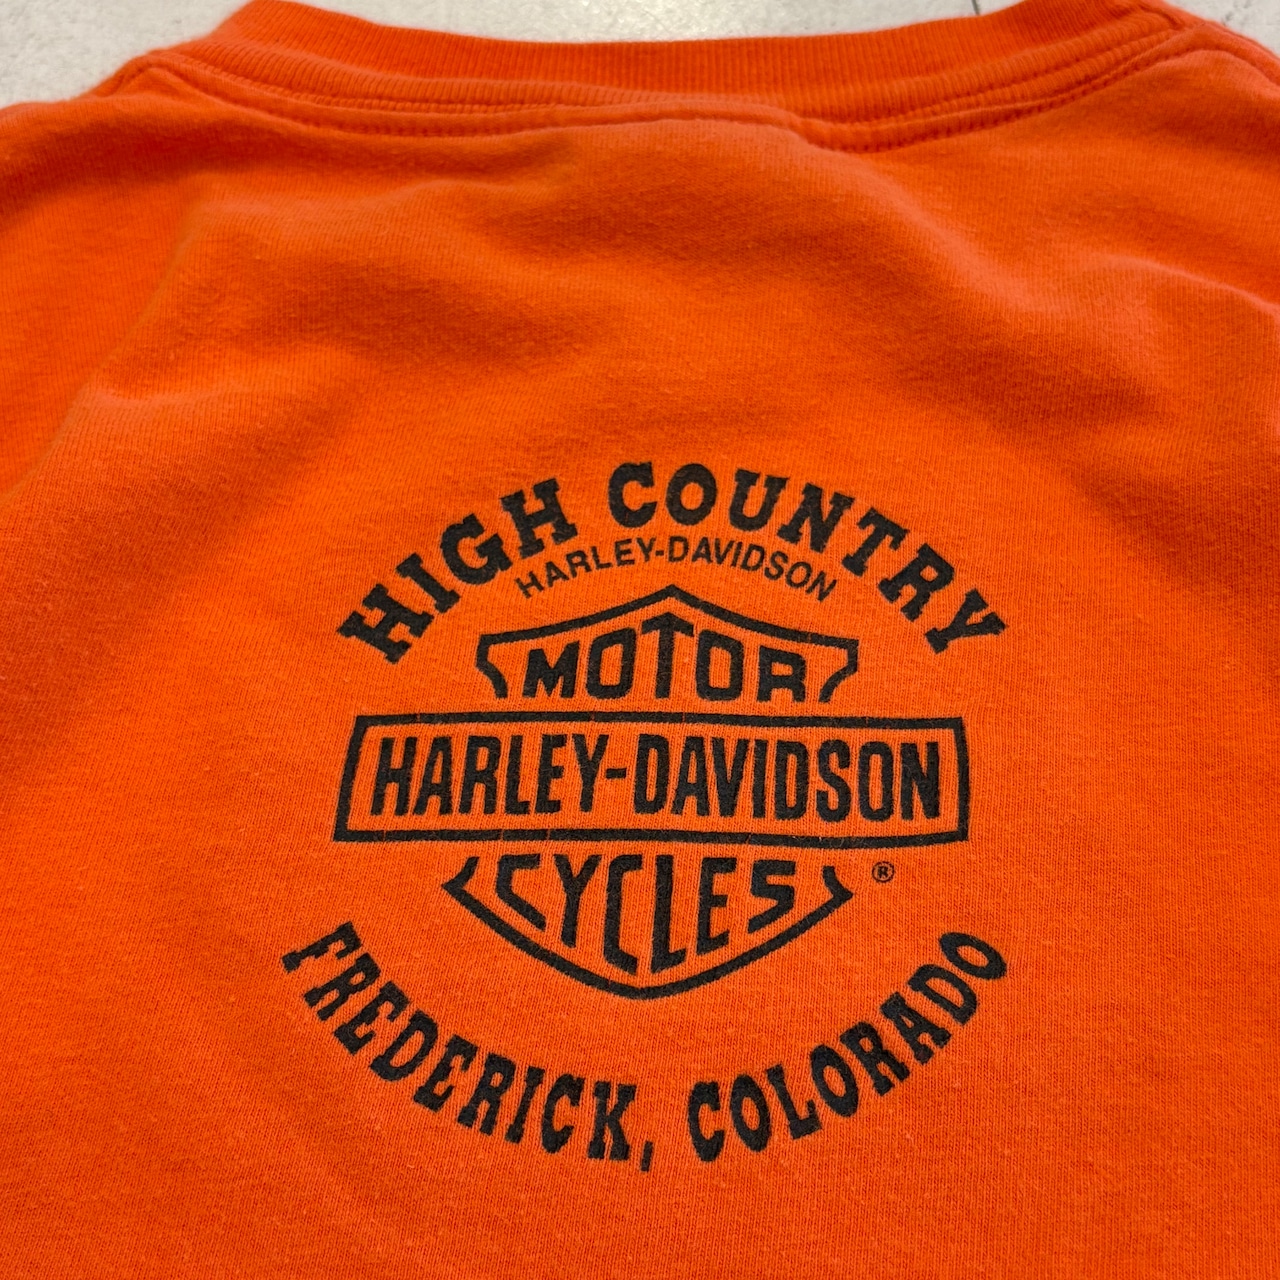 HIGH COUNTRY
HARLEY-DAVIDSON
MOTOR
HARLEY-DAVIDSON
CYCLES
®
FREDERICK, COLORADO